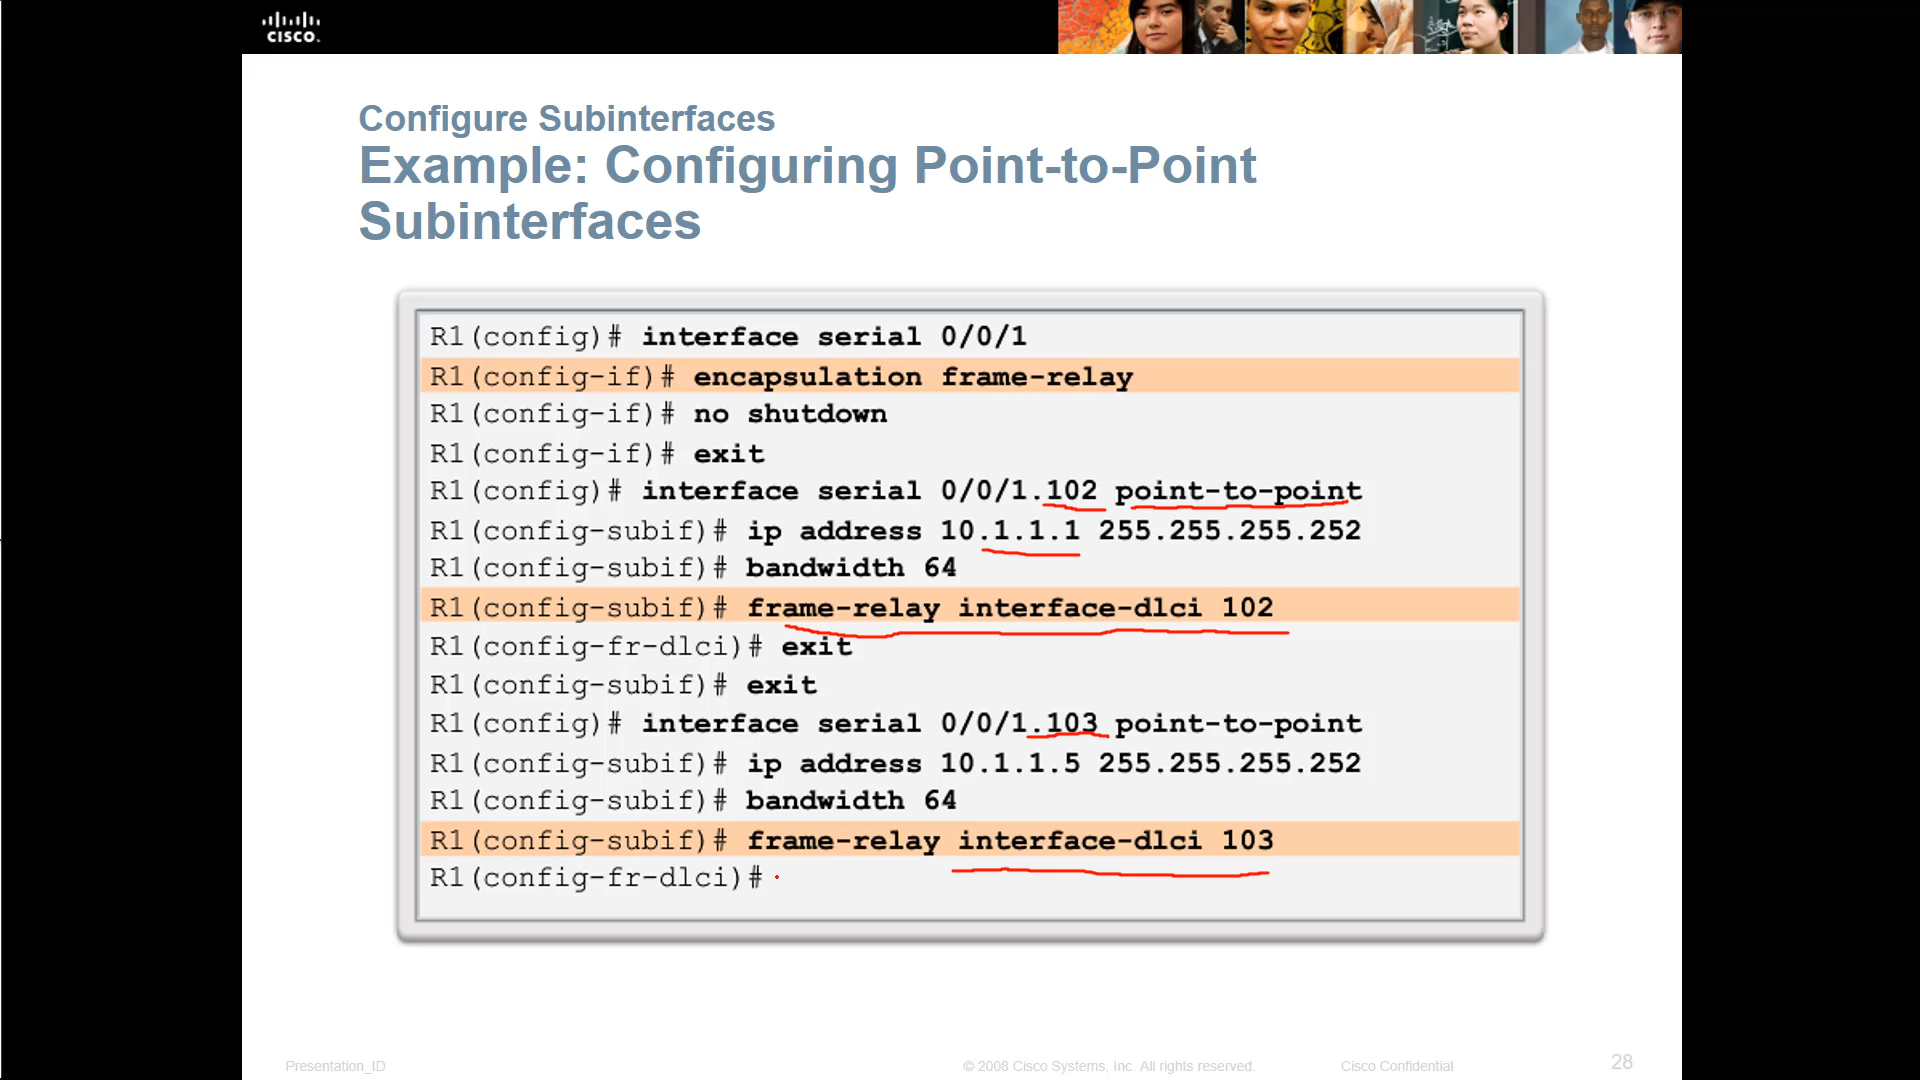 CISCO.
Configure Subinterfaces
Example: Configuring Point-to-Point
Subinterfaces
R1(config)# interface serial 0/0/1
R1(config-if)# encapsulation frame-relay
R1(config-if)# no shutdown
R1(config-if)# exit
R1(config)# interface serial 0/0/1.102 point-to-point
R1(config-subif)# ip address 10.1.1.1 255.255.255.252
R1(config-subif)# bandwidth 64
R1(config-subif)# frame-relay interface-dlci 102
R1(config-fr-dlci)# exit
R1(config-subif)# exit
R1(config)# interface serial 0/0/1.103 point-to-point
R1(config-subif)# ip address 10.1.1.5 255.255.255.252
R1(config-subif)# bandwidth 64
R1(config-subif)# frame-relay interface-dlci 103
R1(config-fr-dlci)#
Presentation_ID © 2008 Cisco Systems, Inc. All rights reserved. Cisco Confidential 28